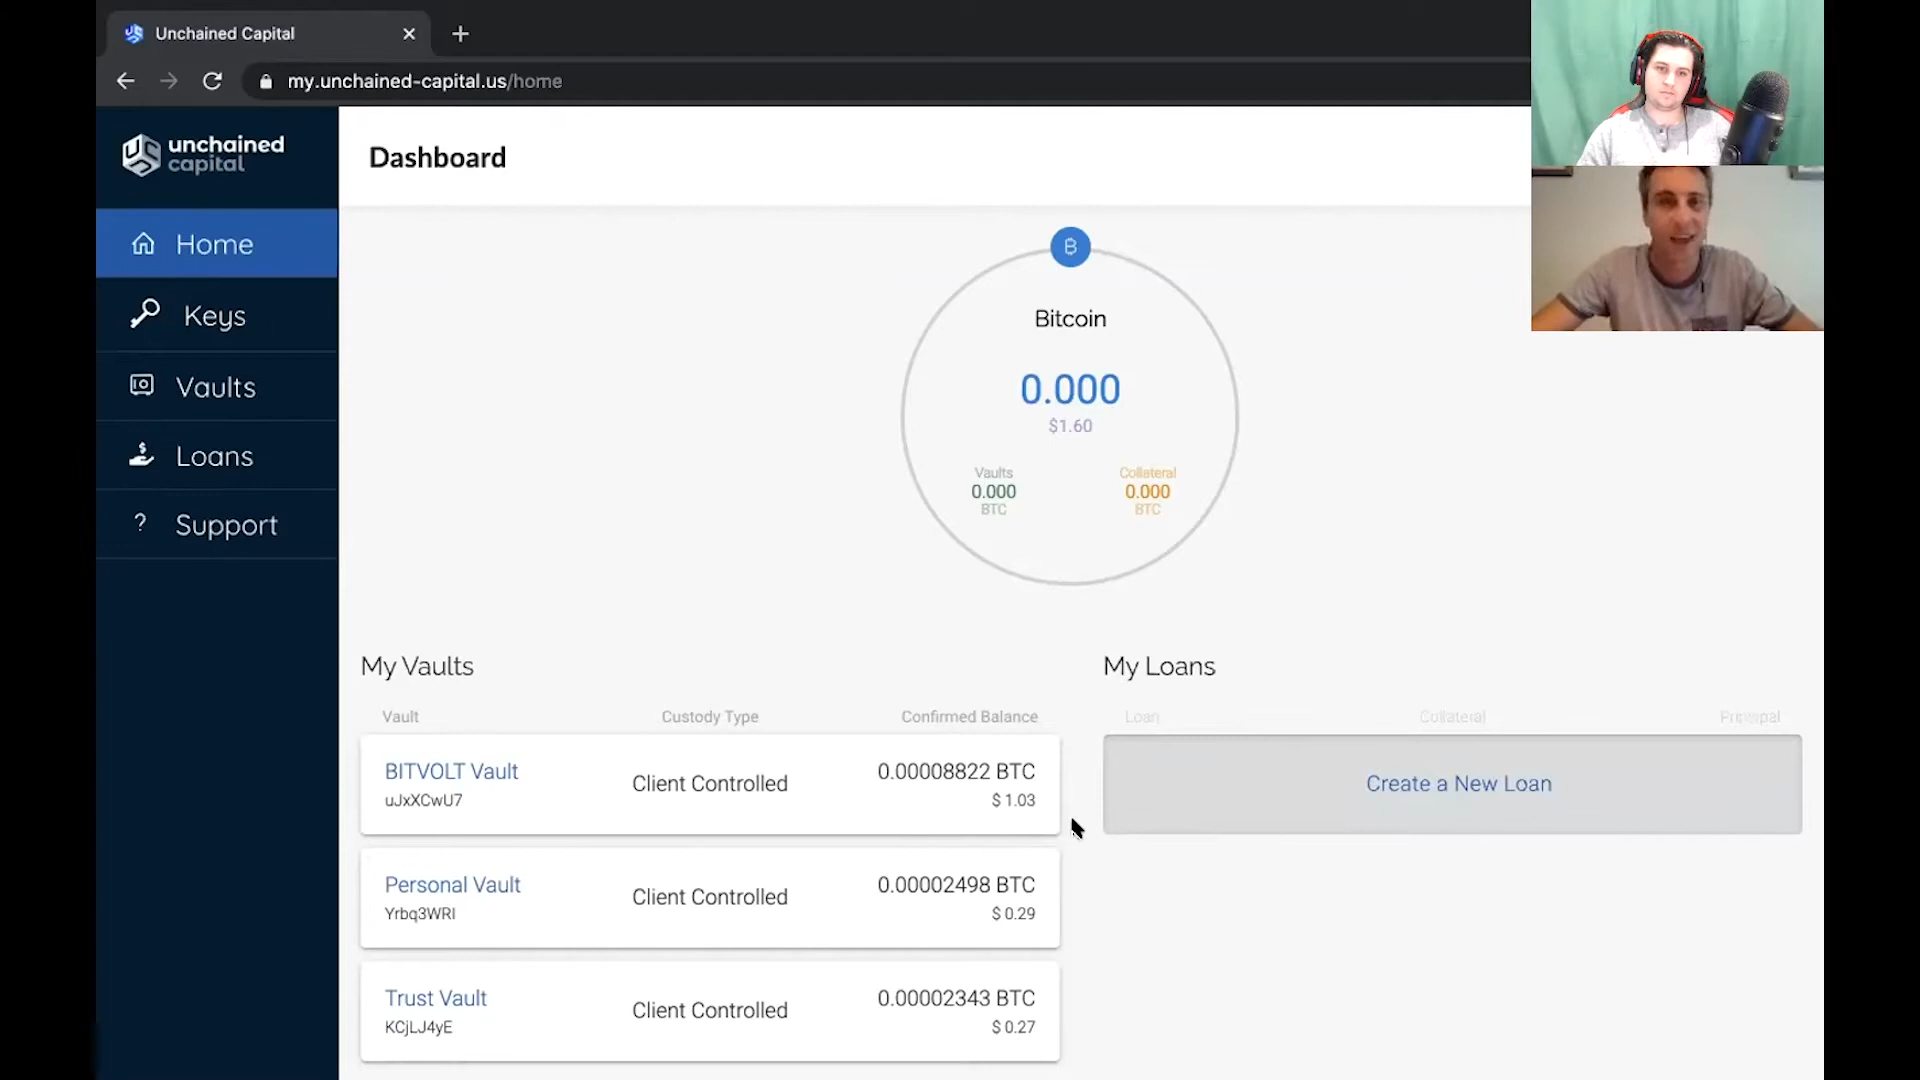 Unchained Capital
my.unchained-capital.us/home
unchained
capital
Dashboard
Home
Keys
Vaults
Loans
? Support
Bitcoin
0.000
$1.60
Vaults
0.000
BTC
Collateral
0.000
BTC
My Vaults
Vault Custody Type Confirmed Balance
BITVOLT Vault Client Controlled 0.00008822 BTC
uJxXCwU7 $ 1.03
Personal Vault Client Controlled 0.00002498 BTC
Yrbq3WRI $ 0.29
Trust Vault Client Controlled 0.00002343 BTC
KCjLJ4yE $ 0.27
My Loans
Loan Collateral Principal
Create a New Loan